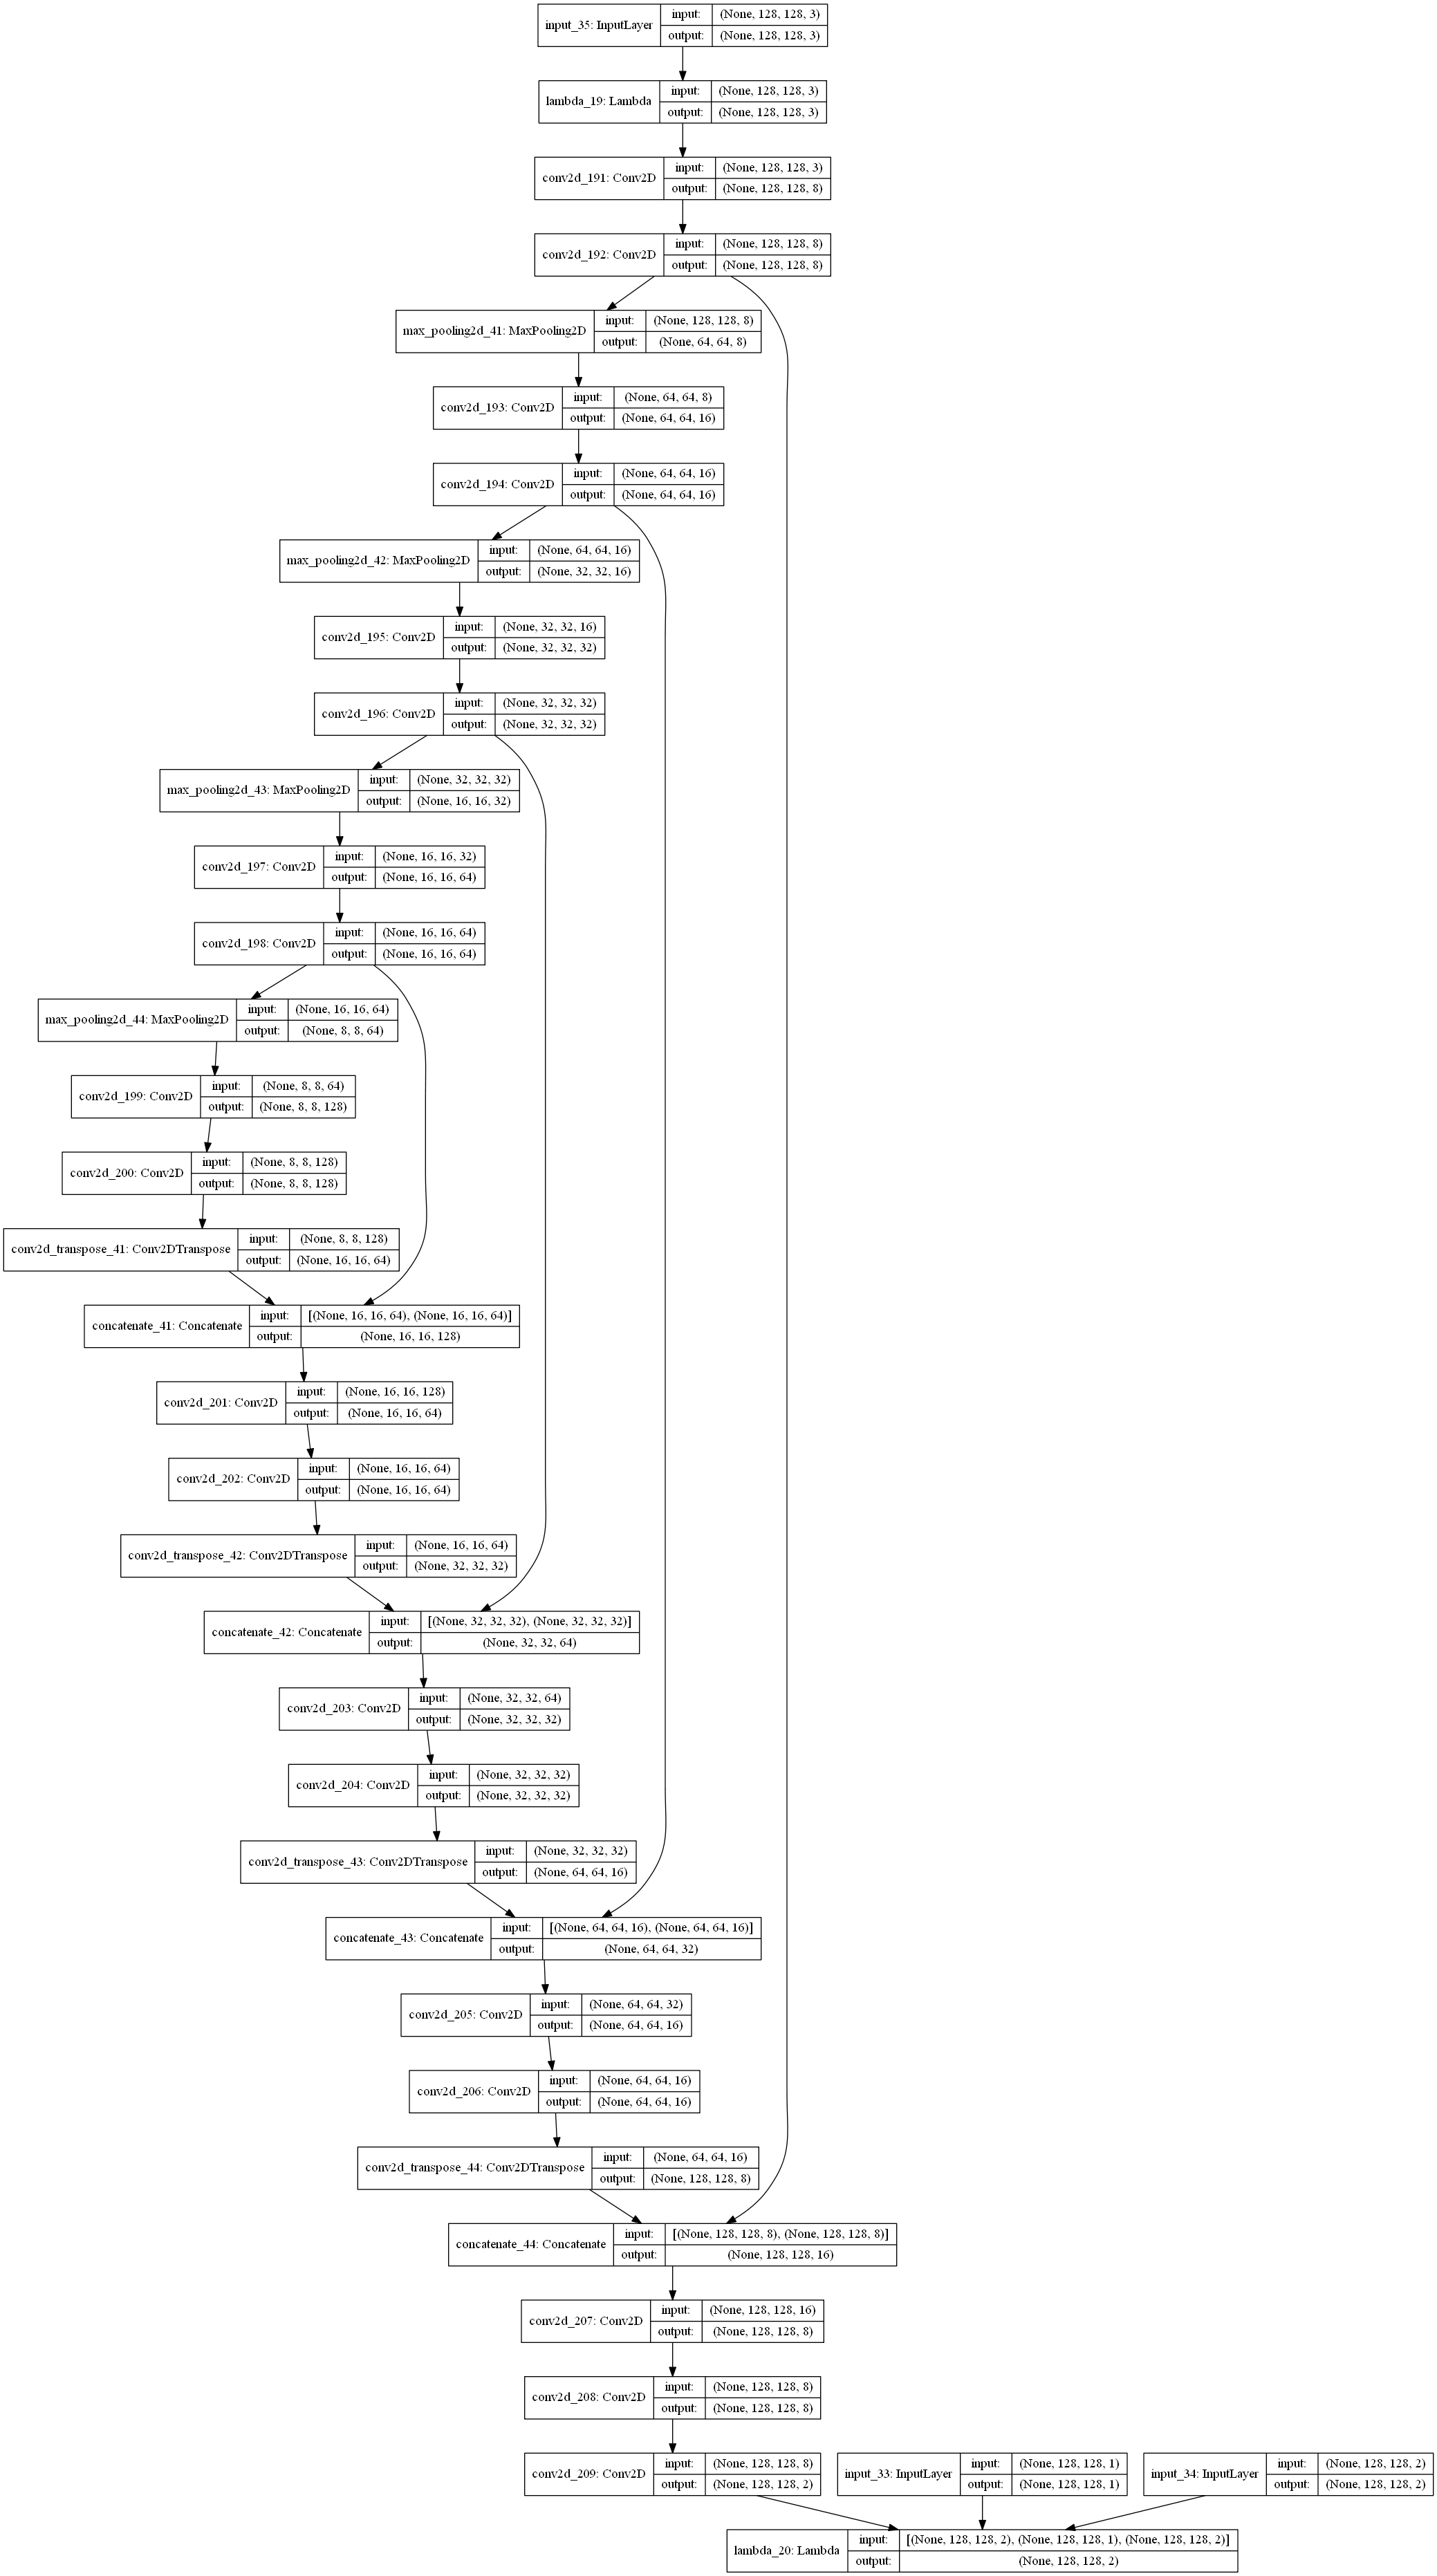 input_35: InputLayer
input: (None, 128, 128, 3)
output: (None, 128, 128, 3)
lambda_19: Lambda
input: (None, 128, 128, 3)
output: (None, 128, 128, 3)
conv2d_191: Conv2D
input: (None, 128, 128, 3)
output: (None, 128, 128, 8)
conv2d_192: Conv2D
input: (None, 128, 128, 8)
output: (None, 128, 128, 8)
max_pooling2d_41: MaxPooling2D
input: (None, 128, 128, 8)
output: (None, 64, 64, 8)
conv2d_193: Conv2D
input: (None, 64, 64, 8)
output: (None, 64, 64, 16)
conv2d_194: Conv2D
input: (None, 64, 64, 16)
output: (None, 64, 64, 16)
max_pooling2d_42: MaxPooling2D
input: (None, 64, 64, 16)
output: (None, 32, 32, 16)
conv2d_195: Conv2D
input: (None, 32, 32, 16)
output: (None, 32, 32, 32)
conv2d_196: Conv2D
input: (None, 32, 32, 32)
output: (None, 32, 32, 32)
max_pooling2d_43: MaxPooling2D
input: (None, 32, 32, 32)
output: (None, 16, 16, 32)
conv2d_197: Conv2D
input: (None, 16, 16, 32)
output: (None, 16, 16, 64)
conv2d_198: Conv2D
input: (None, 16, 16, 64)
output: (None, 16, 16, 64)
max_pooling2d_44: MaxPooling2D
input: (None, 16, 16, 64)
output: (None, 8, 8, 64)
conv2d_199: Conv2D
input: (None, 8, 8, 64)
output: (None, 8, 8, 128)
conv2d_200: Conv2D
input: (None, 8, 8, 128)
output: (None, 8, 8, 128)
conv2d_transpose_41: Conv2DTranspose
input: (None, 8, 8, 128)
output: (None, 16, 16, 64)
concatenate_41: Concatenate
input: [(None, 16, 16, 64), (None, 16, 16, 64)]
output: (None, 16, 16, 128)
conv2d_201: Conv2D
input: (None, 16, 16, 128)
output: (None, 16, 16, 64)
conv2d_202: Conv2D
input: (None, 16, 16, 64)
output: (None, 16, 16, 64)
conv2d_transpose_42: Conv2DTranspose
input: (None, 16, 16, 64)
output: (None, 32, 32, 32)
concatenate_42: Concatenate
input: [(None, 32, 32, 32), (None, 32, 32, 32)]
output: (None, 32, 32, 64)
conv2d_203: Conv2D
input: (None, 32, 32, 64)
output: (None, 32, 32, 32)
conv2d_204: Conv2D
input: (None, 32, 32, 32)
output: (None, 32, 32, 32)
conv2d_transpose_43: Conv2DTranspose
input: (None, 32, 32, 32)
output: (None, 64, 64, 16)
concatenate_43: Concatenate
input: [(None, 64, 64, 16), (None, 64, 64, 16)]
output: (None, 64, 64, 32)
conv2d_205: Conv2D
input: (None, 64, 64, 32)
output: (None, 64, 64, 16)
conv2d_206: Conv2D
input: (None, 64, 64, 16)
output: (None, 64, 64, 16)
conv2d_transpose_44: Conv2DTranspose
input: (None, 64, 64, 16)
output: (None, 128, 128, 8)
concatenate_44: Concatenate
input: [(None, 128, 128, 8), (None, 128, 128, 8)]
output: (None, 128, 128, 16)
conv2d_207: Conv2D
input: (None, 128, 128, 16)
output: (None, 128, 128, 8)
conv2d_208: Conv2D
input: (None, 128, 128, 8)
output: (None, 128, 128, 8)
conv2d_209: Conv2D
input: (None, 128, 128, 8)
output: (None, 128, 128, 2)
input_33: InputLayer
input: (None, 128, 128, 1)
output: (None, 128, 128, 1)
input_34: InputLayer
input: (None, 128, 128, 2)
output: (None, 128, 128, 2)
lambda_20: Lambda
input: [(None, 128, 128, 2), (None, 128, 128, 1), (None, 128, 128, 2)]
output: (None, 128, 128, 2)